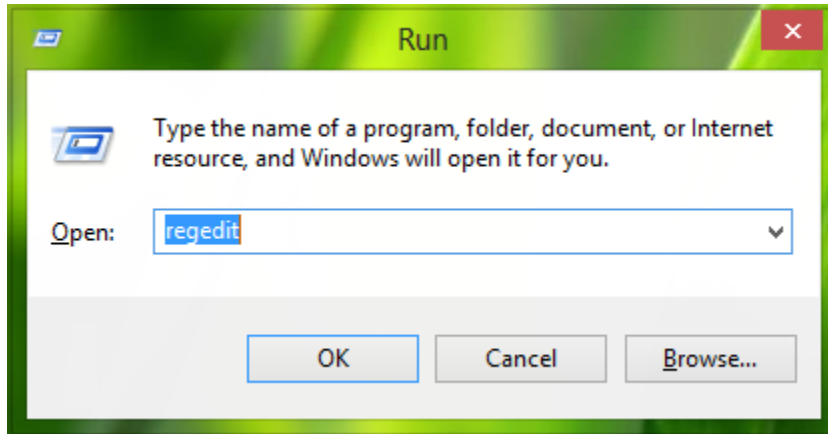 Run
Type the name of a program, folder, document, or Internet
resource, and Windows will open it for you.
Open: regedit
OK Cancel Browse...